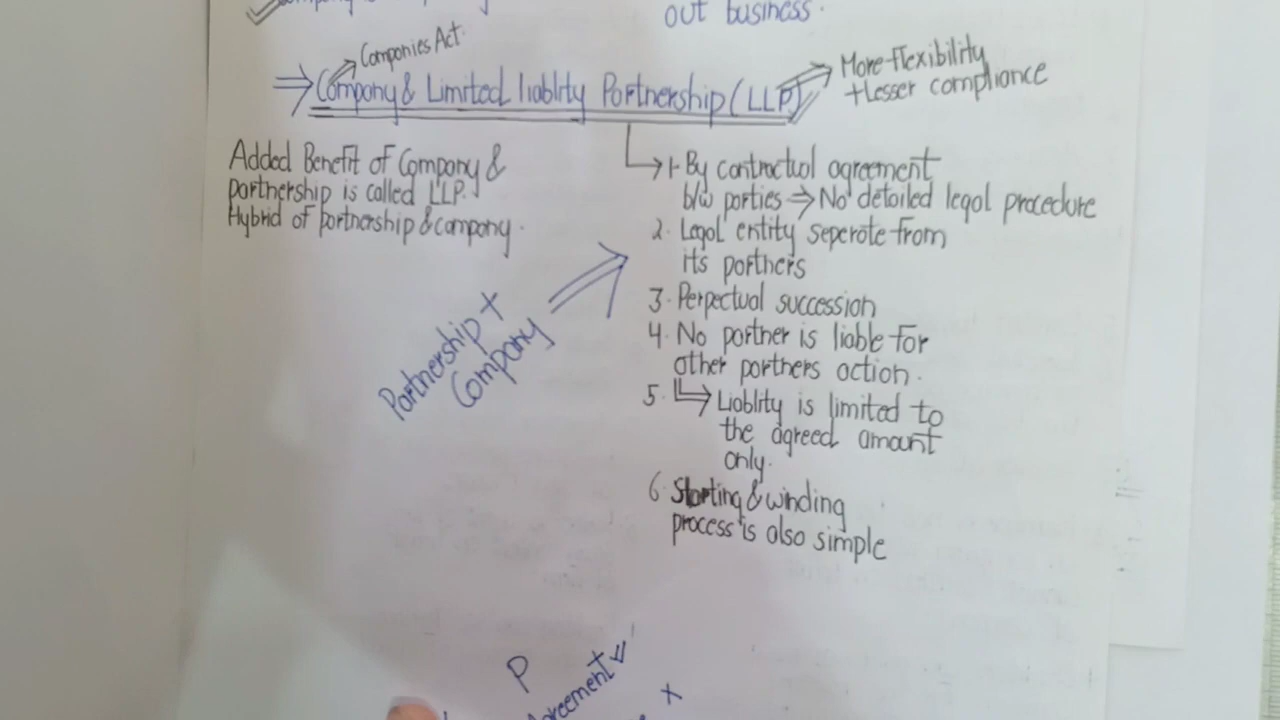 out business.
Companies Act.
⇒ Company & Limited liablity Partnership (LLP)
More flexibility
+ Lesser compliance
Added Benefit of Company &
partnership is called LLP.
Hybrid of partnership & company.
Partnership +
Company
1. By contractual agreement
b/w parties ⇒ No detailed legal procedure
2. Legal entity seperate from
its partners
3. Perpetual succession
4. No partner is liable for
other partners action.
5. Liablity is limited to
the agreed amount
only.
6. Starting & winding
process is also simple
P
Agreement
x